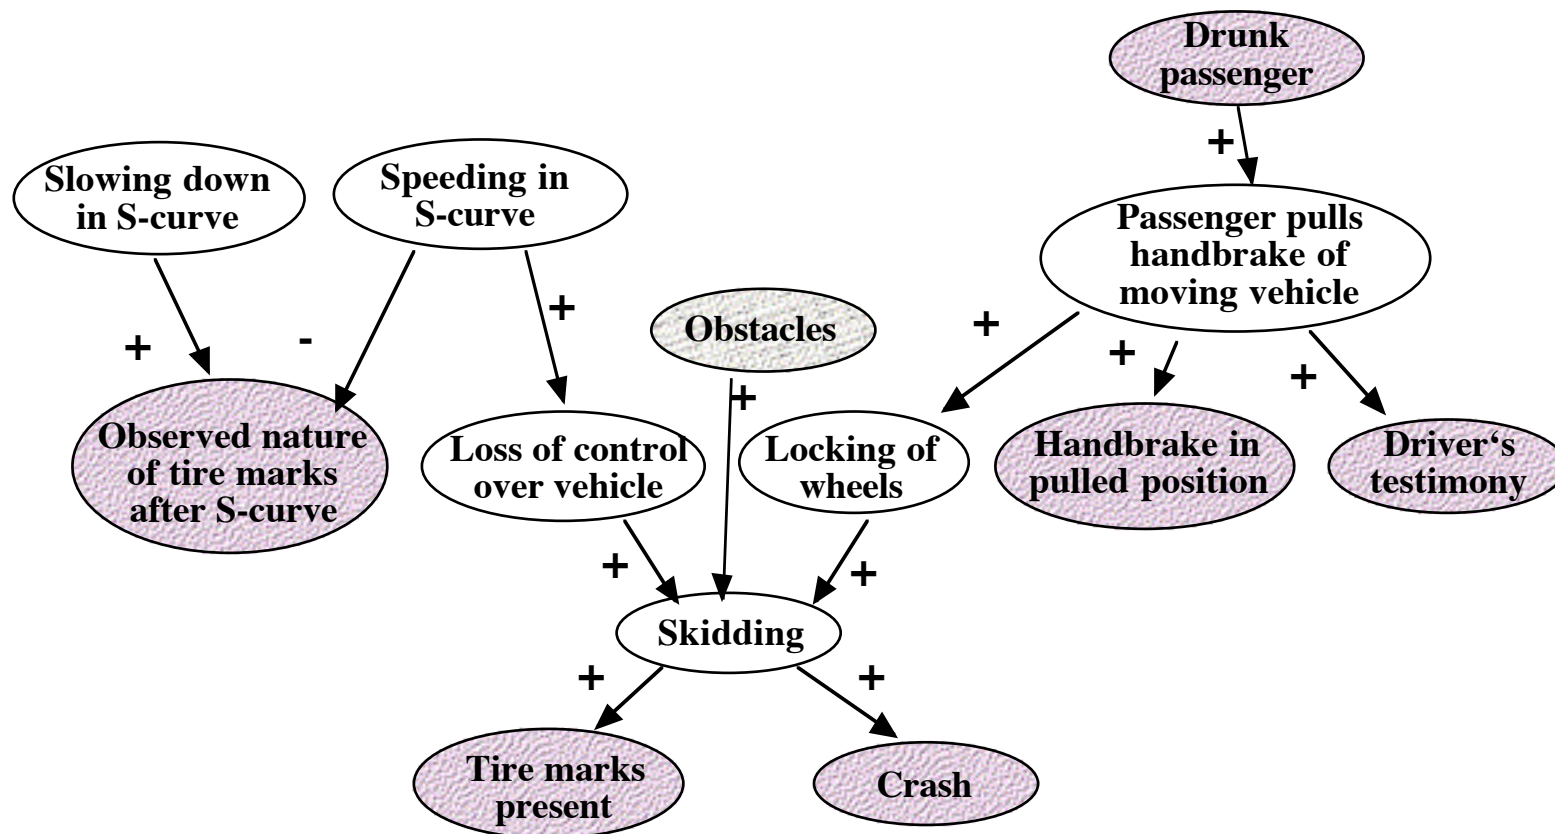 Drunk
passenger
+
Slowing down
in S-curve
Speeding in
S-curve
Passenger pulls
handbrake of
moving vehicle
+
-
+
Obstacles
+
+
+
+
Observed nature
of tire marks
after S-curve
Loss of control
over vehicle
Locking of
wheels
Handbrake in
pulled position
Driver‘s
testimony
+
+
Skidding
+
+
Tire marks
present
Crash